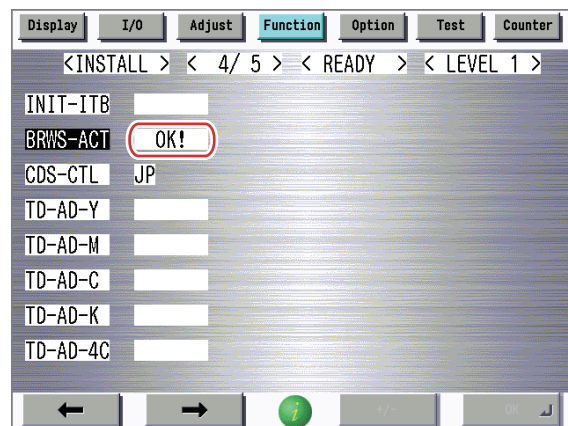 Display I/O Adjust Function Option Test Counter
<INSTALL > < 4/ 5 > < READY > < LEVEL 1 >
INIT-ITB
BRWS-ACT OK!
CDS-CTL JP
TD-AD-Y
TD-AD-M
TD-AD-C
TD-AD-K
TD-AD-4C
← → i +/- OK ↲